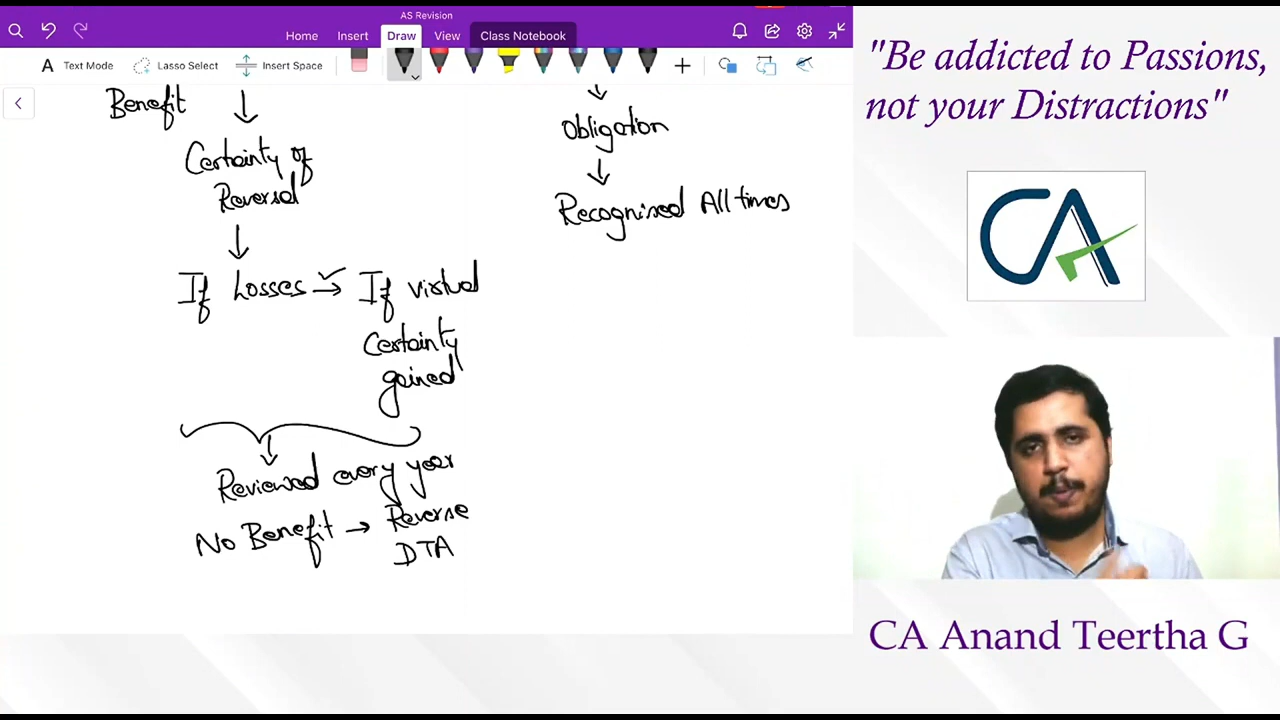 AS Revision
Home Insert Draw View Class Notebook
A Text Mode Lasso Select Insert Space
Benefit
Certainty of
Reversal
If Losses → If virtual
Certainty
gained
Reviewed every year
No Benefit → Reverse
DTA
Obligation
Recognised All times
"Be addicted to Passions,
not your Distractions"
CA
CA Anand Teertha G